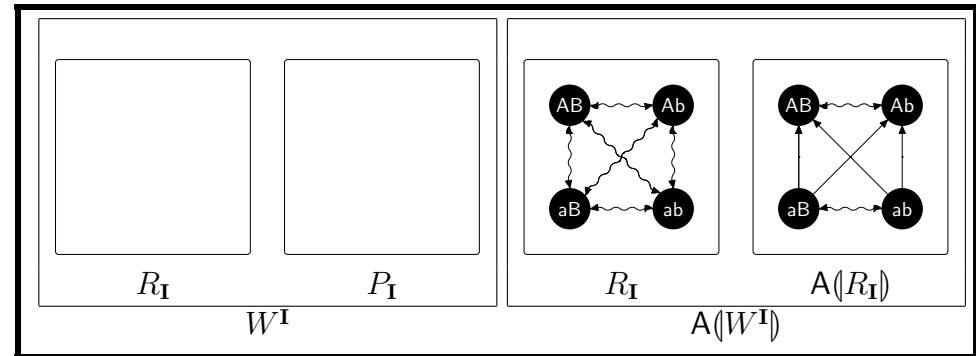 AB Ab AB Ab
aB ab aB ab
R_I P_I R_I A⦇R_I⦈
W^I A⦇W^I⦈